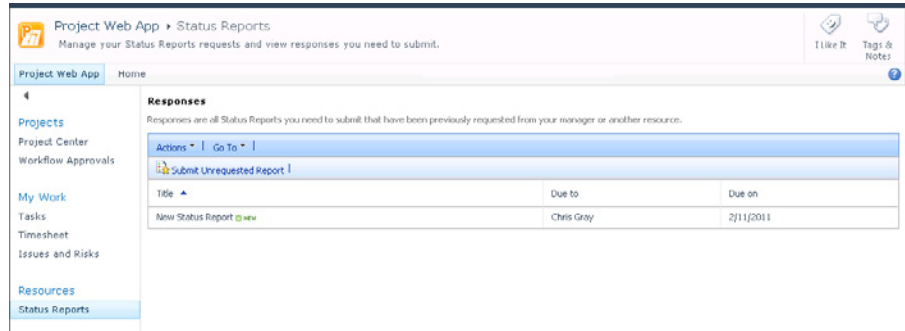 Project Web App ▸ Status Reports
Manage your Status Reports requests and view responses you need to submit.
I Like It
Tags &
Notes
Project Web App Home
Projects
Project Center
Workflow Approvals
My Work
Tasks
Timesheet
Issues and Risks
Resources
Status Reports
Responses
Responses are all Status Reports you need to submit that have been previously requested from your manager or another resource.
Actions Go To
Submit Unrequested Report
Title Due to Due on
New Status Report NEW Chris Gray 2/11/2011